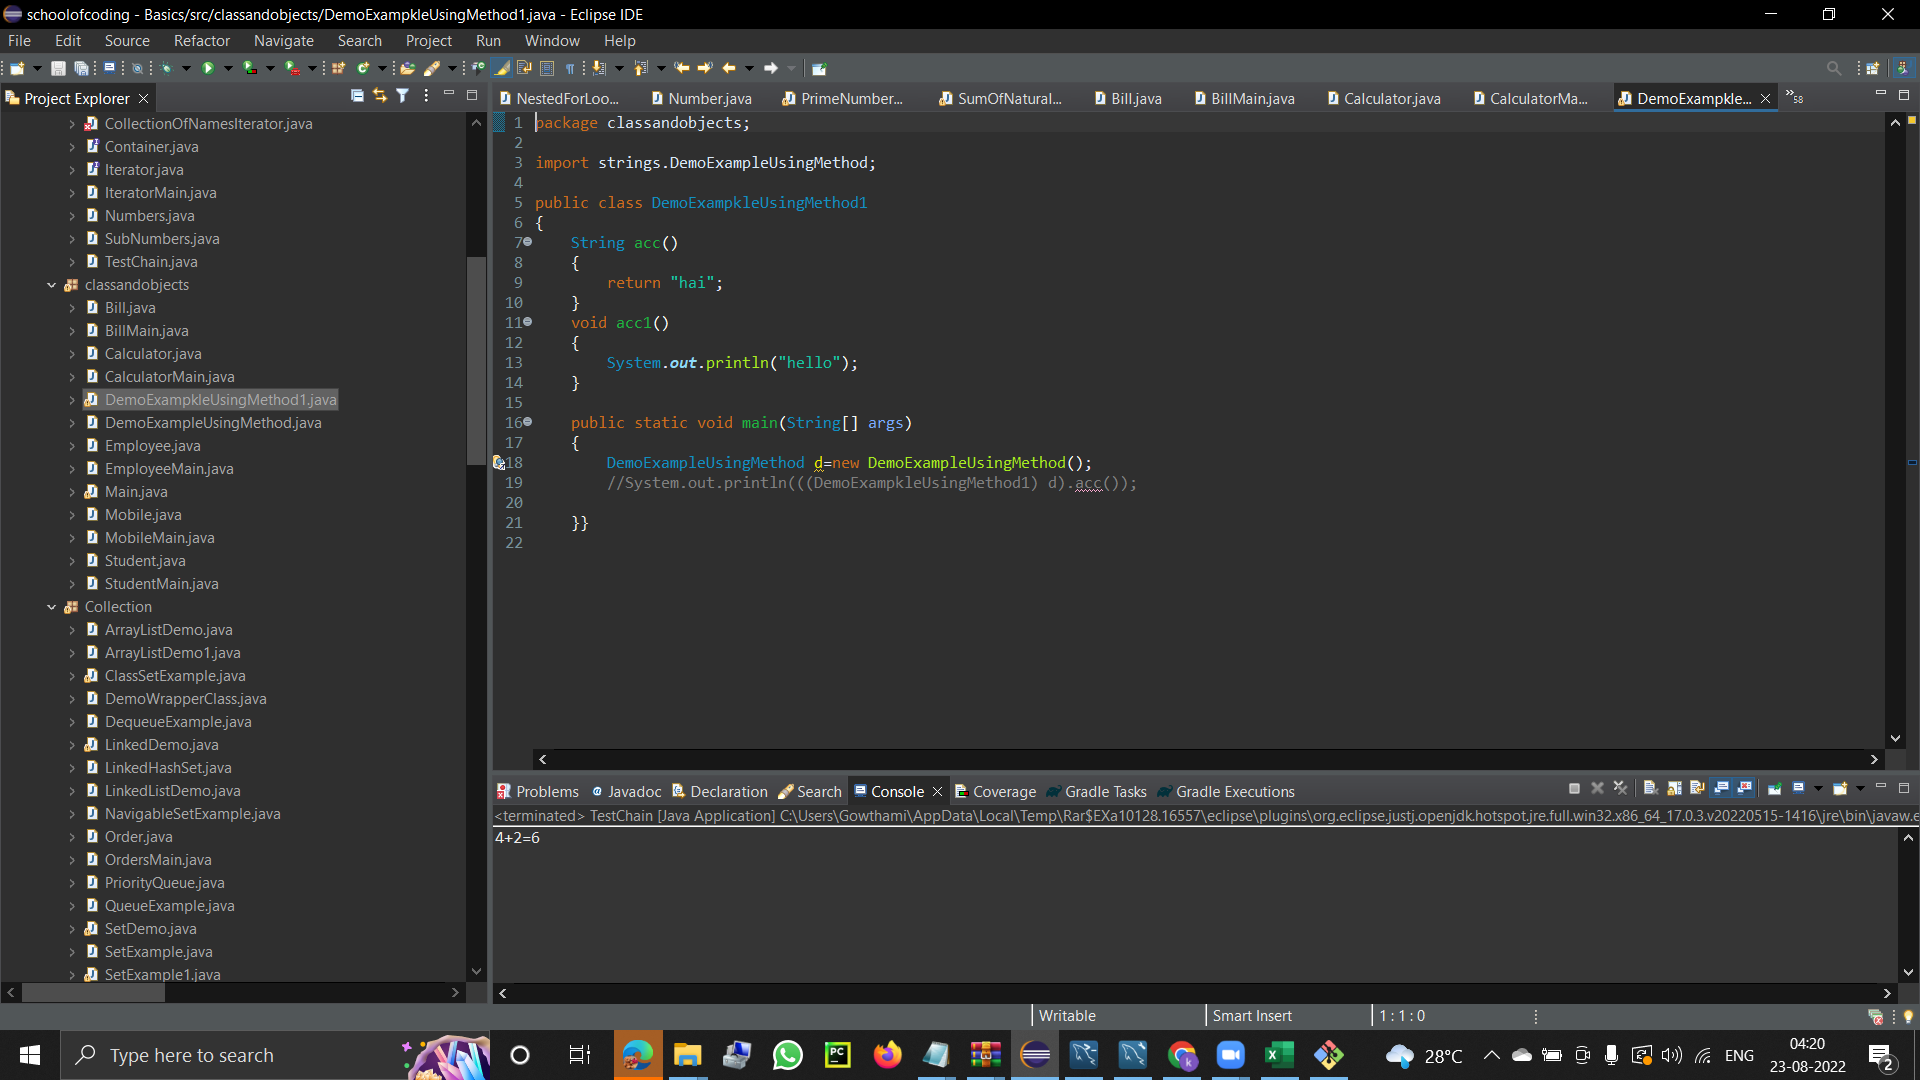 schoolofcoding - Basics/src/classandobjects/DemoExampkleUsingMethod1.java - Eclipse IDE
File Edit Source Refactor Navigate Search Project Run Window Help
Project Explorer
CollectionOfNamesIterator.java
Container.java
Iterator.java
IteratorMain.java
Numbers.java
SubNumbers.java
TestChain.java
classandobjects
Bill.java
BillMain.java
Calculator.java
CalculatorMain.java
DemoExampkleUsingMethod1.java
DemoExampleUsingMethod.java
Employee.java
EmployeeMain.java
Main.java
Mobile.java
MobileMain.java
Student.java
StudentMain.java
Collection
ArrayListDemo.java
ArrayListDemo1.java
ClassSetExample.java
DemoWrapperClass.java
DequeueExample.java
LinkedDemo.java
LinkedHashSet.java
LinkedListDemo.java
NavigableSetExample.java
Order.java
OrdersMain.java
PriorityQueue.java
QueueExample.java
SetDemo.java
SetExample.java
SetExample1.java
NestedForLoo... Number.java PrimeNumber... SumOfNatural... Bill.java BillMain.java Calculator.java CalculatorMa... DemoExampkle... »58
1 package classandobjects;
2
3 import strings.DemoExampleUsingMethod;
4
5 public class DemoExampkleUsingMethod1
6 {
7 String acc()
8 {
9 return "hai";
10 }
11 void acc1()
12 {
13 System.out.println("hello");
14 }
15
16 public static void main(String[] args)
17 {
18 DemoExampleUsingMethod d=new DemoExampleUsingMethod();
19 //System.out.println(((DemoExampkleUsingMethod1) d).acc());
20
21 }}
22
Problems @ Javadoc Declaration Search Console Coverage Gradle Tasks Gradle Executions
<terminated> TestChain [Java Application] C:\Users\Gowthami\AppData\Local\Temp\Rar$EXa10128.16557\eclipse\plugins\org.eclipse.justj.openjdk.hotspot.jre.full.win32.x86_64_17.0.3.v20220515-1416\jre\bin\javaw.e
4+2=6
Writable Smart Insert 1 : 1 : 0
Type here to search
PC
28°C
ENG
04:20
23-08-2022
2